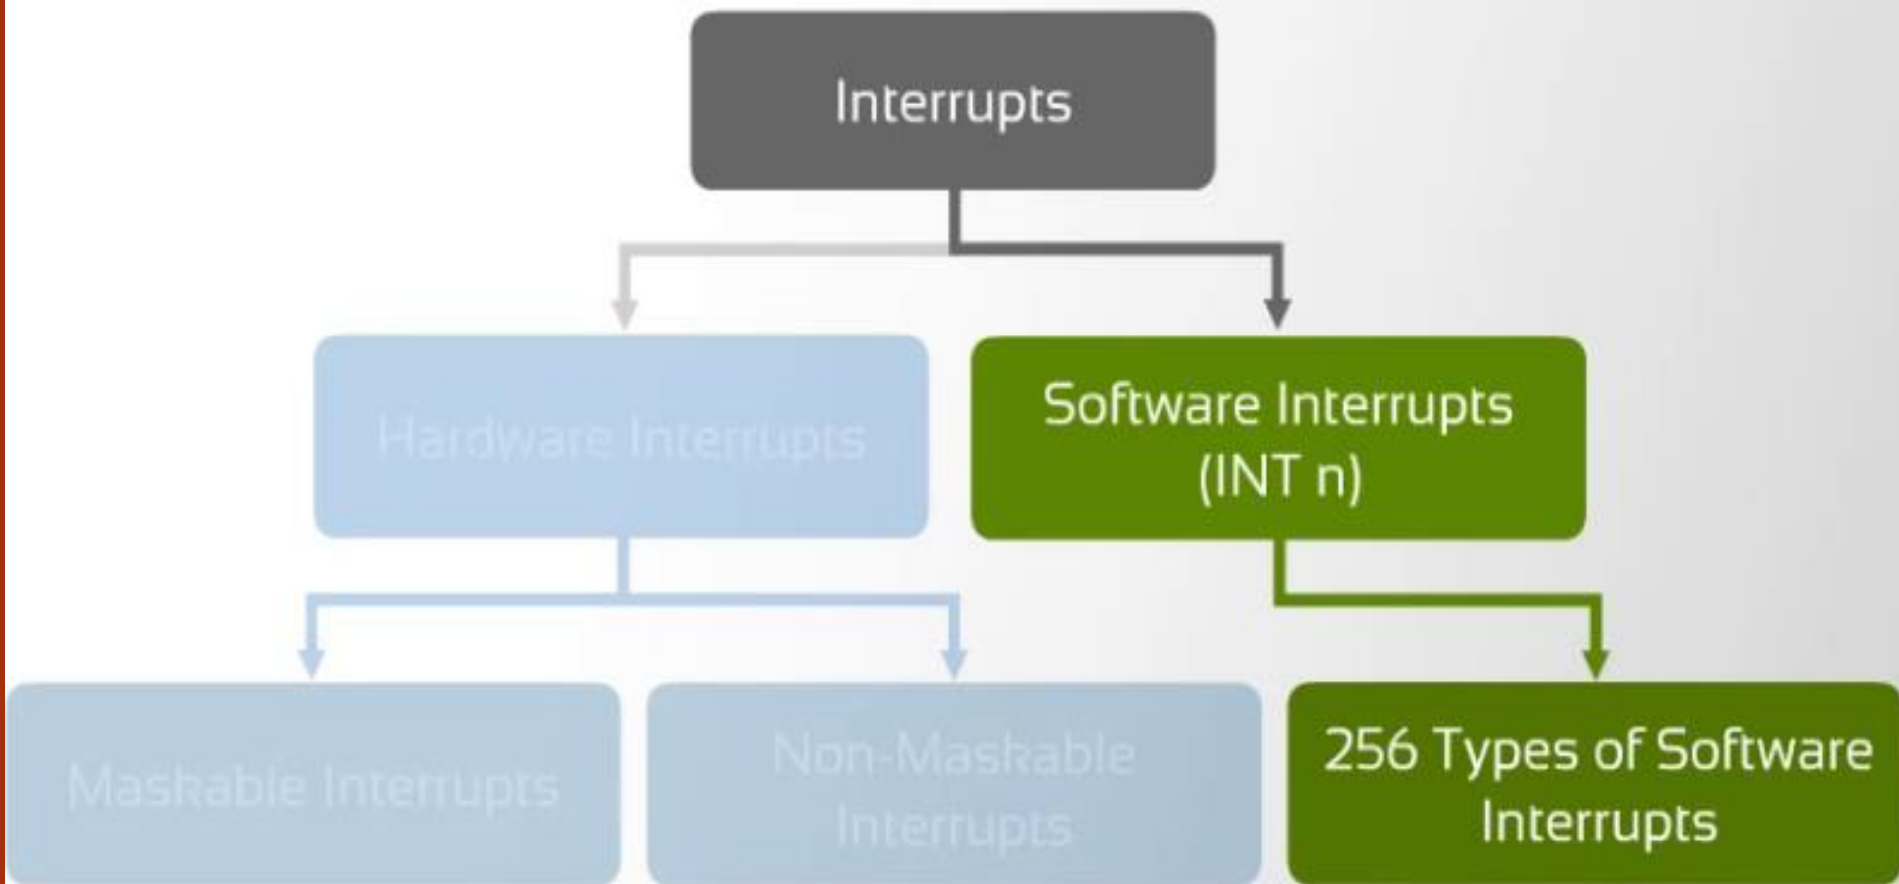 Interrupts
Hardware Interrupts
Software Interrupts
(INT n)
Maskable Interrupts
Non-Maskable
Interrupts
256 Types of Software
Interrupts